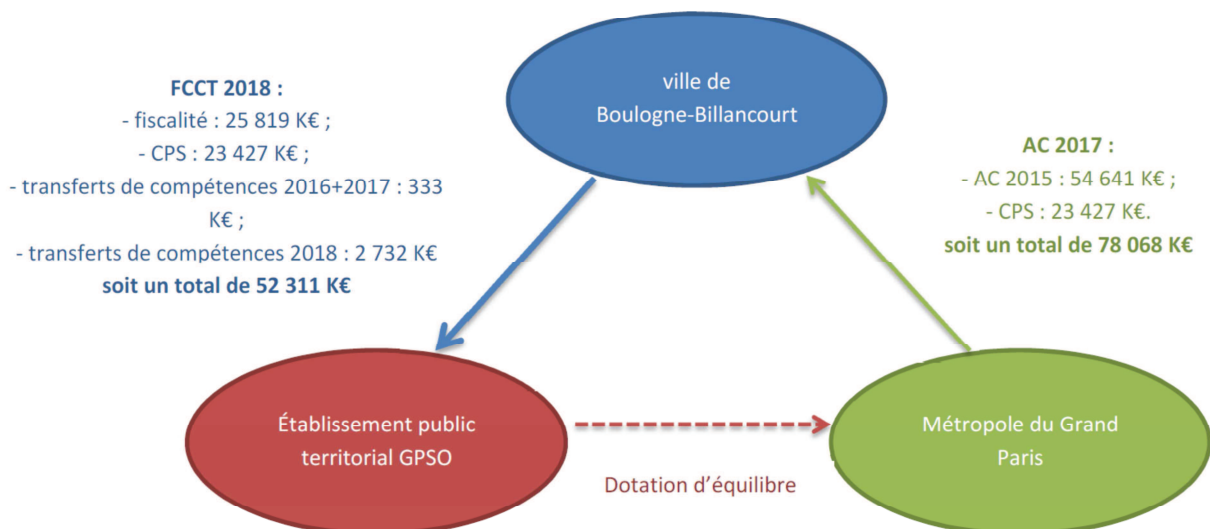 ville de
Boulogne-Billancourt
FCCT 2018 :
- fiscalité : 25 819 K€ ;
- CPS : 23 427 K€ ;
- transferts de compétences 2016+2017 : 333
K€ ;
- transferts de compétences 2018 : 2 732 K€
soit un total de 52 311 K€
AC 2017 :
- AC 2015 : 54 641 K€ ;
- CPS : 23 427 K€.
soit un total de 78 068 K€
Établissement public
territorial GPSO
Dotation d'équilibre
Métropole du Grand
Paris